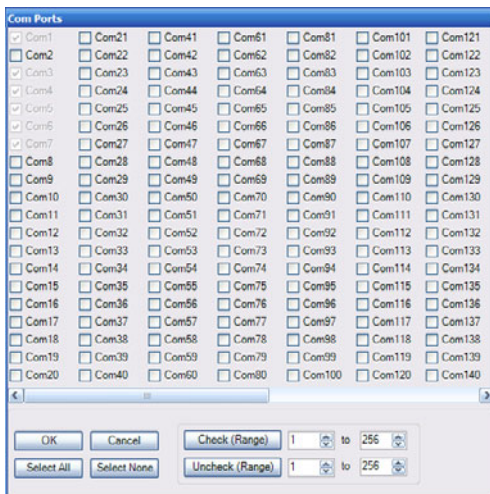 Com Ports
Com1 Com21 Com41 Com61 Com81 Com101 Com121
Com2 Com22 Com42 Com62 Com82 Com102 Com122
Com3 Com23 Com43 Com63 Com83 Com103 Com123
Com4 Com24 Com44 Com64 Com84 Com104 Com124
Com5 Com25 Com45 Com65 Com85 Com105 Com125
Com6 Com26 Com46 Com66 Com86 Com106 Com126
Com7 Com27 Com47 Com67 Com87 Com107 Com127
Com8 Com28 Com48 Com68 Com88 Com108 Com128
Com9 Com29 Com49 Com69 Com89 Com109 Com129
Com10 Com30 Com50 Com70 Com90 Com110 Com130
Com11 Com31 Com51 Com71 Com91 Com111 Com131
Com12 Com32 Com52 Com72 Com92 Com112 Com132
Com13 Com33 Com53 Com73 Com93 Com113 Com133
Com14 Com34 Com54 Com74 Com94 Com114 Com134
Com15 Com35 Com55 Com75 Com95 Com115 Com135
Com16 Com36 Com56 Com76 Com96 Com116 Com136
Com17 Com37 Com57 Com77 Com97 Com117 Com137
Com18 Com38 Com58 Com78 Com98 Com118 Com138
Com19 Com39 Com59 Com79 Com99 Com119 Com139
Com20 Com40 Com60 Com80 Com100 Com120 Com140
OK Cancel Check (Range) 1 to 256
Select All Select None Uncheck (Range) 1 to 256